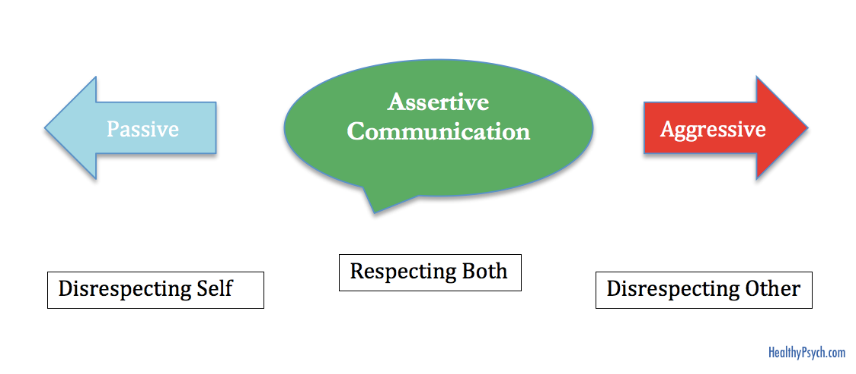 Assertive
Communication
Passive
Aggressive
Respecting Both
Disrespecting Self
Disrespecting Other
HealthyPsych.com